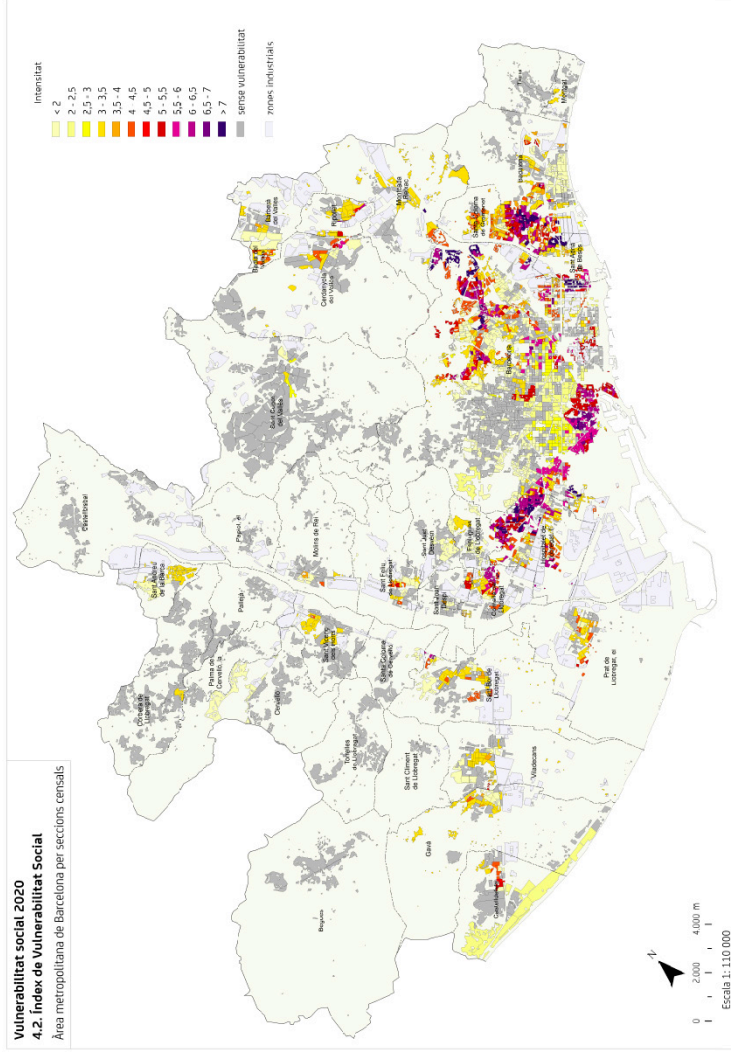 Vulnerabilitat social 2020
4.2. Índex de Vulnerabilitat Social
Àrea metropolitana de Barcelona per seccions censals
Intensitat
< 2
2 - 2,5
2,5 - 3
3 - 3,5
3,5 - 4
4 - 4,5
4,5 - 5
5 - 5,5
5,5 - 6
6 - 6,5
6,5 - 7
> 7
sense vulnerabilitat
zones industrials
Castellbisbal
Sant Andreu
de la Barca
Corbera de
Llobregat
Palma de
Cervelló, la
Pallejà
Papiol, el
Cervelló
Sant Vicenç
dels Horts
Molins de Rei
Sant Cugat
del Vallès
Badia del
Vallès
Barberà
del Vallès
Ripollet
Cerdanyola
del Vallès
Montcada
i Reixac
Begues
Torrelles
de Llobregat
Santa Coloma
de Cervelló
Sant Feliu
de Llobregat
Sant Just
Desvern
Sant Joan
Despí
Esplugues
de Llobregat
Cornellà de
Llobregat
Hospitalet de
Barcelona
Santa Coloma
de Gramenet
Sant Adrià
de Besòs
Badalona
Tiana
Montgat
Sant Climent
de Llobregat
Sant Boi de
Llobregat
Gavà
Viladecans
Castelldefels
Prat de
Llobregat, el
N
0 2.000 4.000 m
Escala 1: 110 000